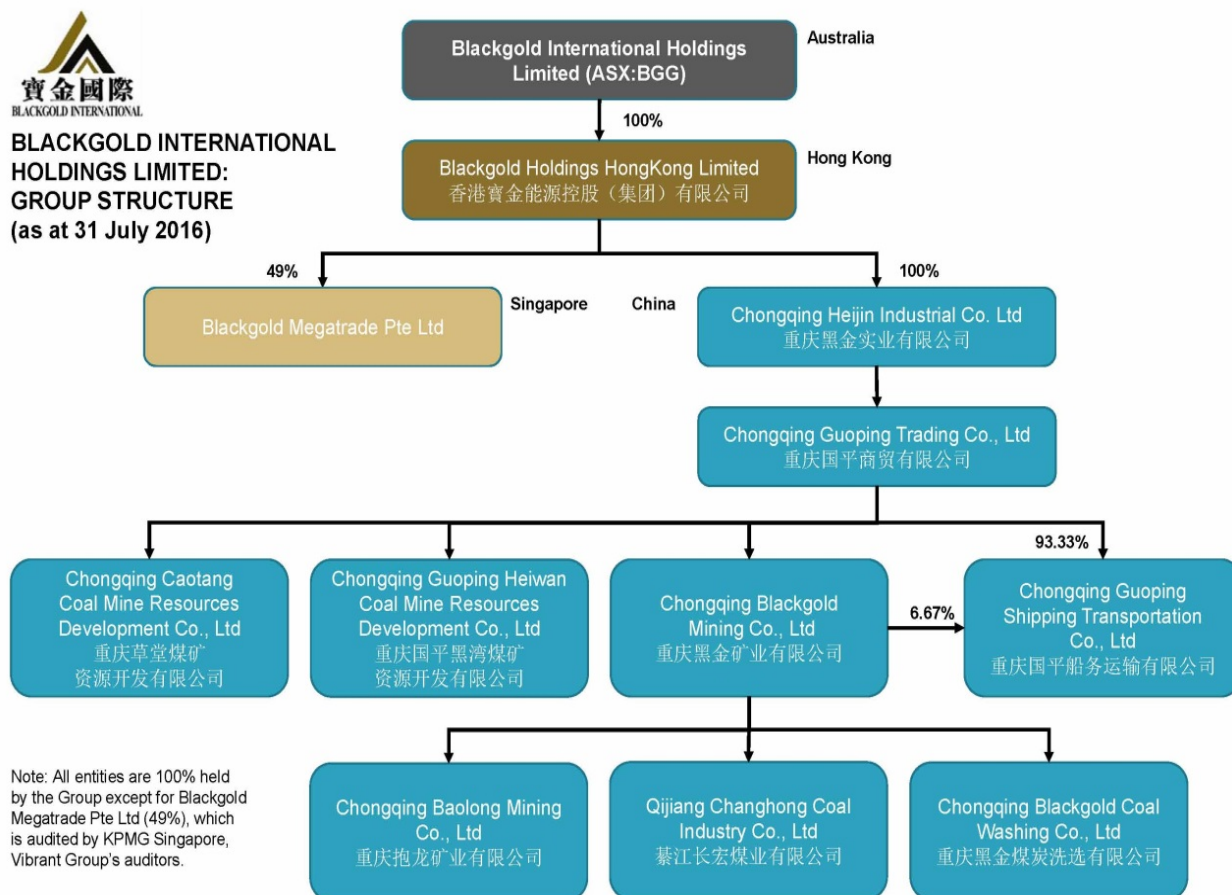 寶金國際
BLACKGOLD INTERNATIONAL
BLACKGOLD INTERNATIONAL
HOLDINGS LIMITED:
GROUP STRUCTURE
(as at 31 July 2016)
Blackgold International Holdings
Limited (ASX:BGG)
Australia
100%
Blackgold Holdings HongKong Limited
香港寳金能源控股（集团）有限公司
Hong Kong
49%
100%
Blackgold Megatrade Pte Ltd
Singapore
China
Chongqing Heijin Industrial Co. Ltd
重庆黑金实业有限公司
Chongqing Guoping Trading Co., Ltd
重庆国平商贸有限公司
93.33%
Chongqing Caotang
Coal Mine Resources
Development Co., Ltd
重庆草堂煤矿
资源开发有限公司
Chongqing Guoping Heiwan
Coal Mine Resources
Development Co., Ltd
重庆国平黑湾煤矿
资源开发有限公司
Chongqing Blackgold
Mining Co., Ltd
重庆黑金矿业有限公司
6.67%
Chongqing Guoping
Shipping Transportation
Co., Ltd
重庆国平船务运输有限公司
Note: All entities are 100% held
by the Group except for Blackgold
Megatrade Pte Ltd (49%), which
is audited by KPMG Singapore,
Vibrant Group's auditors.
Chongqing Baolong Mining
Co., Ltd
重庆抱龙矿业有限公司
Qijiang Changhong Coal
Industry Co., Ltd
綦江长宏煤业有限公司
Chongqing Blackgold Coal
Washing Co., Ltd
重庆黑金煤炭洗选有限公司